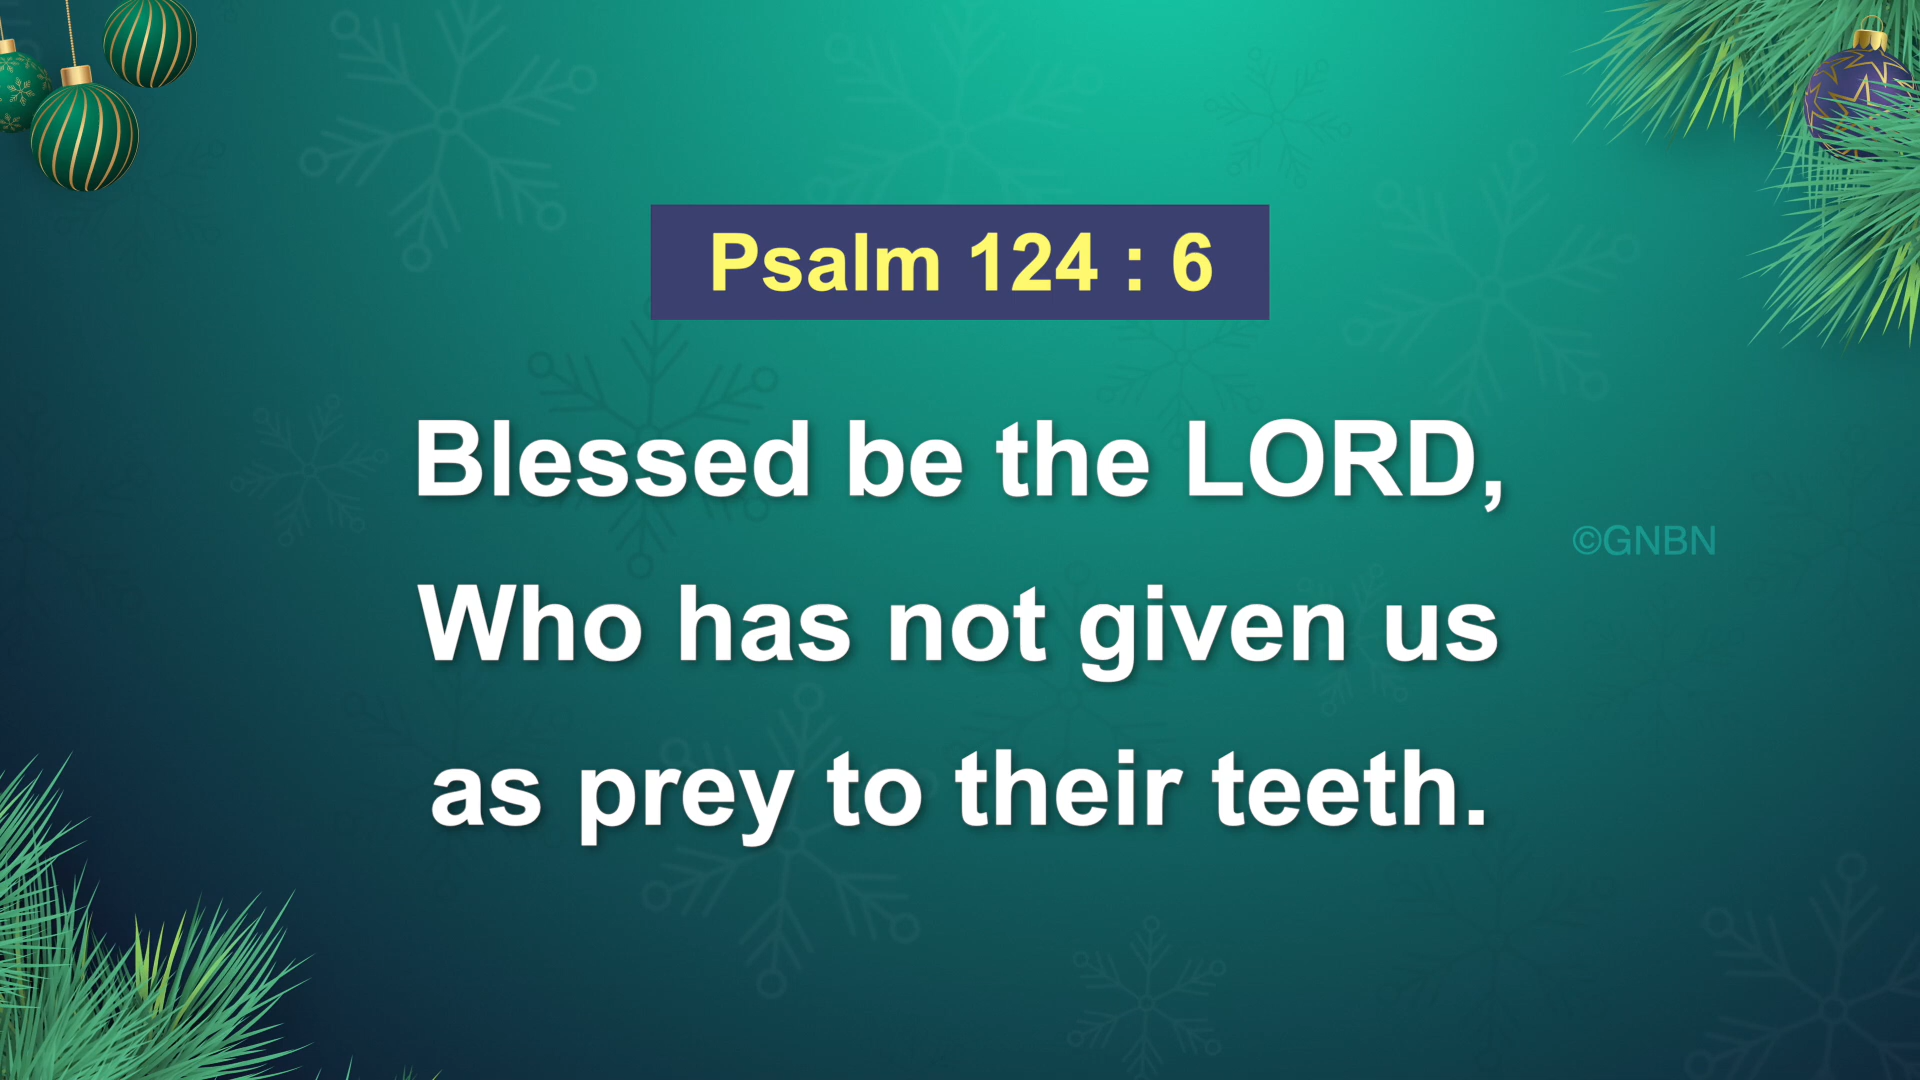 Psalm 124 : 6
Blessed be the LORD,
©GNBN
Who has not given us
as prey to their teeth.